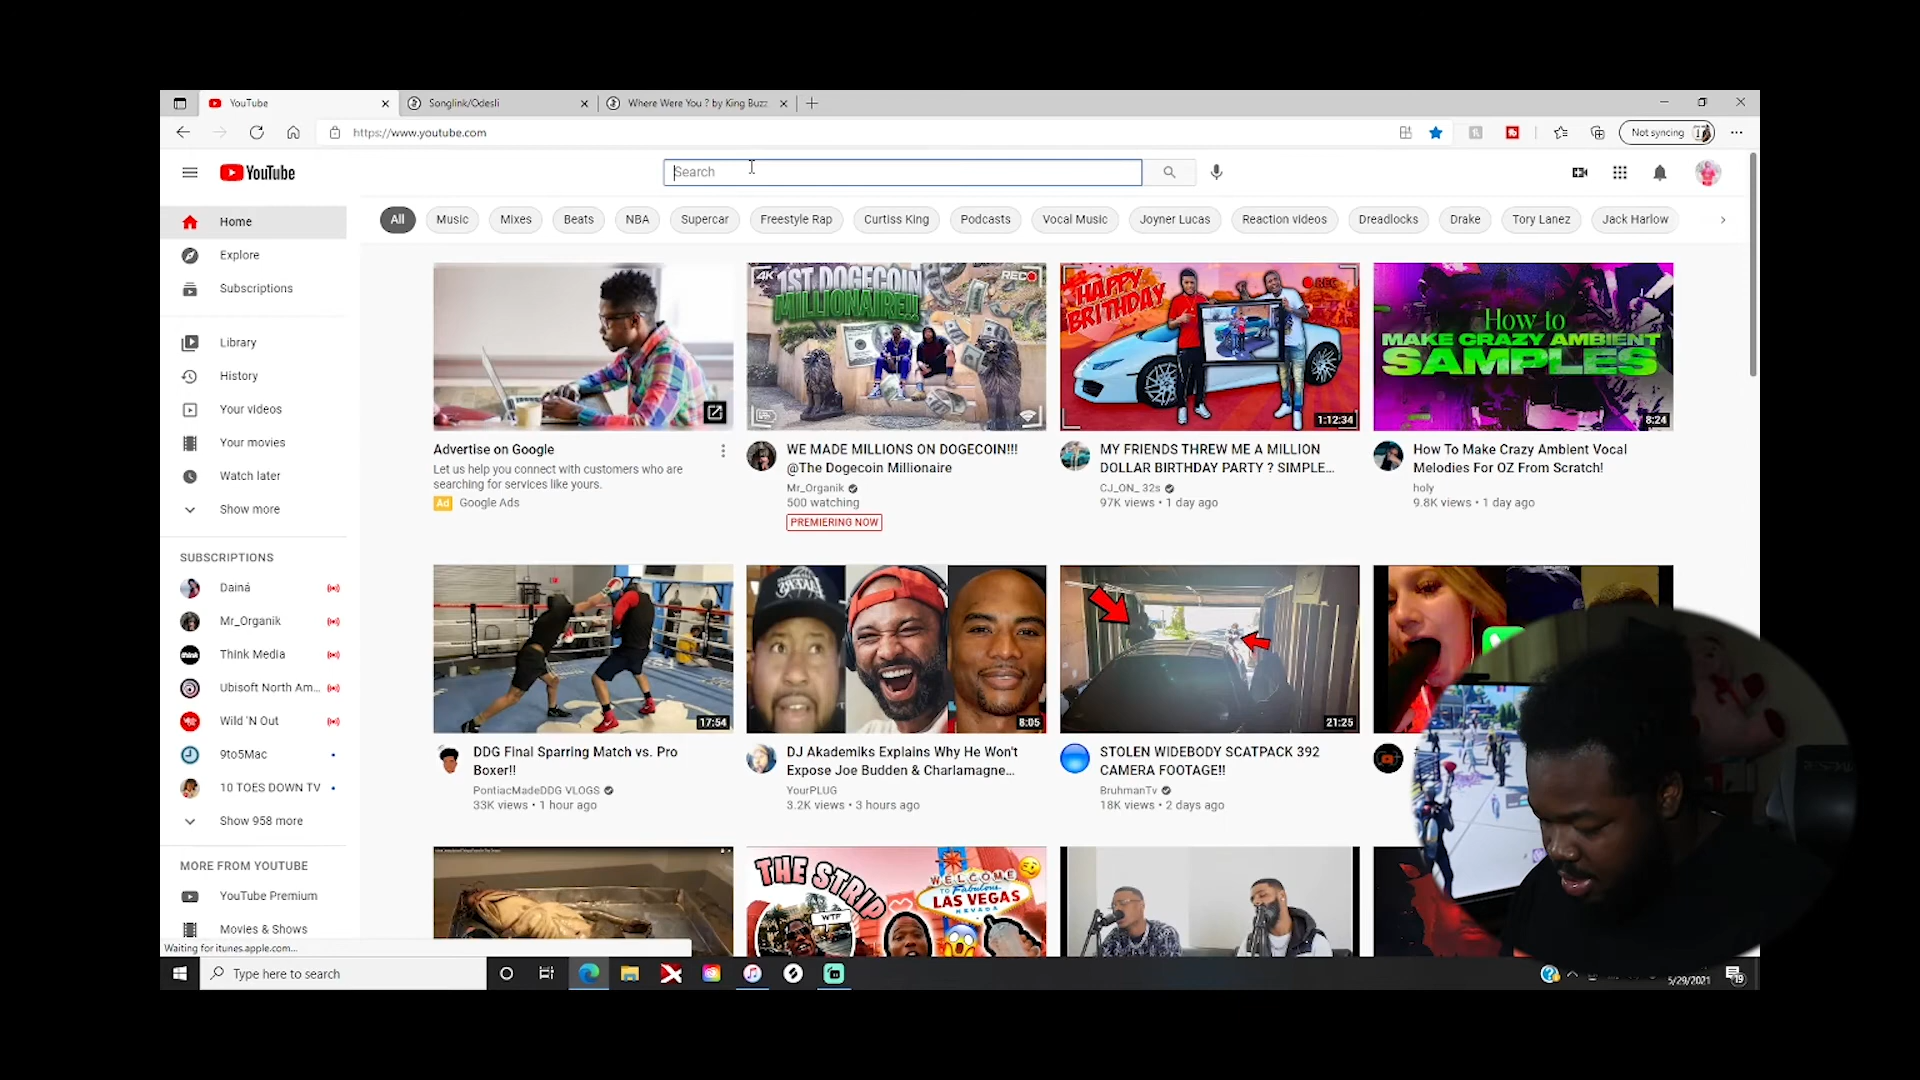 YouTube
Songlink/Odesli
Where Were You ? by King Buzz
https://www.youtube.com
Not syncing
YouTube
Search
All
Music
Mixes
Beats
NBA
Supercar
Freestyle Rap
Curtiss King
Podcasts
Vocal Music
Joyner Lucas
Reaction videos
Dreadlocks
Drake
Tory Lanez
Jack Harlow
Home
Explore
Subscriptions
Library
History
Your videos
Your movies
Watch later
Show more
SUBSCRIPTIONS
Dainá
Mr_Organik
Think Media
Ubisoft North Am...
Wild 'N Out
9to5Mac
10 TOES DOWN TV
Show 958 more
MORE FROM YOUTUBE
YouTube Premium
Movies & Shows
4K
REC
1ST DOGECOIN
MILLIONAIRE!!
HAPPY
BRITHDAY
REC
1:12:34
How to
MAKE CRAZY AMBIENT
SAMPLES
8:24
Advertise on Google
Let us help you connect with customers who are
searching for services like yours.
Ad Google Ads
WE MADE MILLIONS ON DOGECOIN!!!
@The Dogecoin Millionaire
Mr_Organik
500 watching
PREMIERING NOW
MY FRIENDS THREW ME A MILLION
DOLLAR BIRTHDAY PARTY ? SIMPLE...
CJ_ON_ 32s
97K views • 1 day ago
How To Make Crazy Ambient Vocal
Melodies For OZ From Scratch!
holy
9.8K views • 1 day ago
17:54
8:05
21:25
DDG Final Sparring Match vs. Pro
Boxer!!
PontiacMadeDDG VLOGS
33K views • 1 hour ago
DJ Akademiks Explains Why He Won't
Expose Joe Budden & Charlamagne...
YourPLUG
3.2K views • 3 hours ago
STOLEN WIDEBODY SCATPACK 392
CAMERA FOOTAGE!!
BruhmanTv
18K views • 2 days ago
THE STRIP
WTF
WELCOME
TO Fabulous
LAS VEGAS
NEVADA
Waiting for itunes.apple.com...
Type here to search
5/29/2021
19